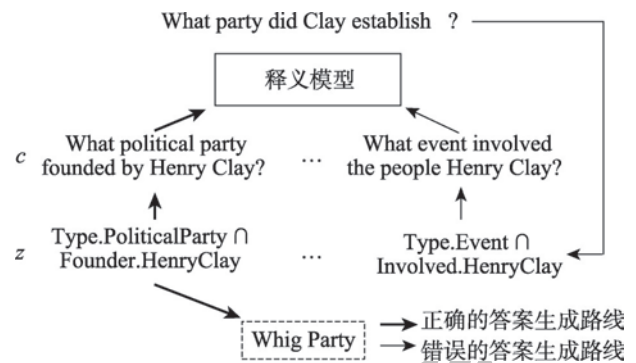 What party did Clay establish ?
释义模型
c What political party founded by Henry Clay? … What event involved the people Henry Clay?
z Type.PoliticalParty ∩ Founder.HenryClay … Type.Event ∩ Involved.HenryClay
Whig Party
正确的答案生成路线
错误的答案生成路线